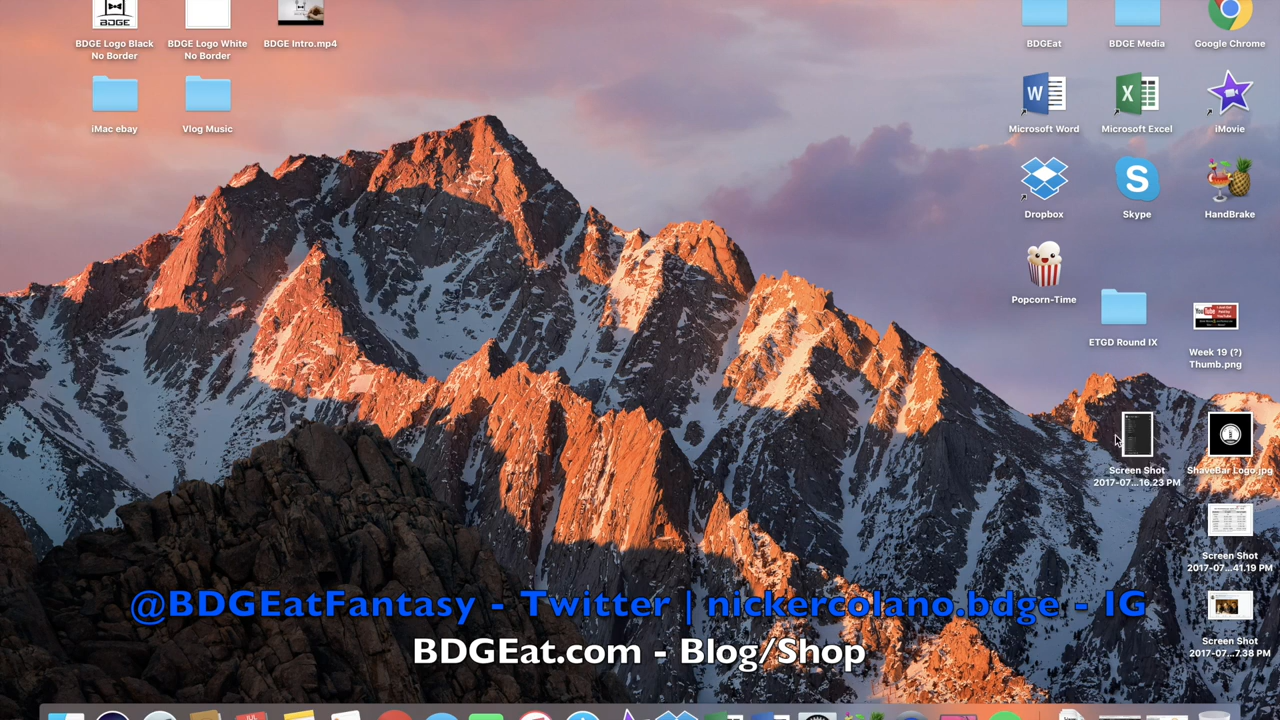 BDGE
BDGE Logo Black
No Border
BDGE Logo White
No Border
BDGE Intro.mp4
BDGEat
BDGE Media
Google Chrome
iMac ebay
Vlog Music
Microsoft Word
Microsoft Excel
iMovie
Dropbox
Skype
HandBrake
Popcorn-Time
ETGD Round IX
Week 19 (?)
Thumb.png
Screen Shot
2017-07...16.23 PM
ShaveBar Logo.jpg
Screen Shot
2017-07...41.19 PM
Screen Shot
2017-07...7.38 PM
@BDGEatFantasy - Twitter | nickercolano.bdge - IG
BDGEat.com - Blog/Shop
JUL